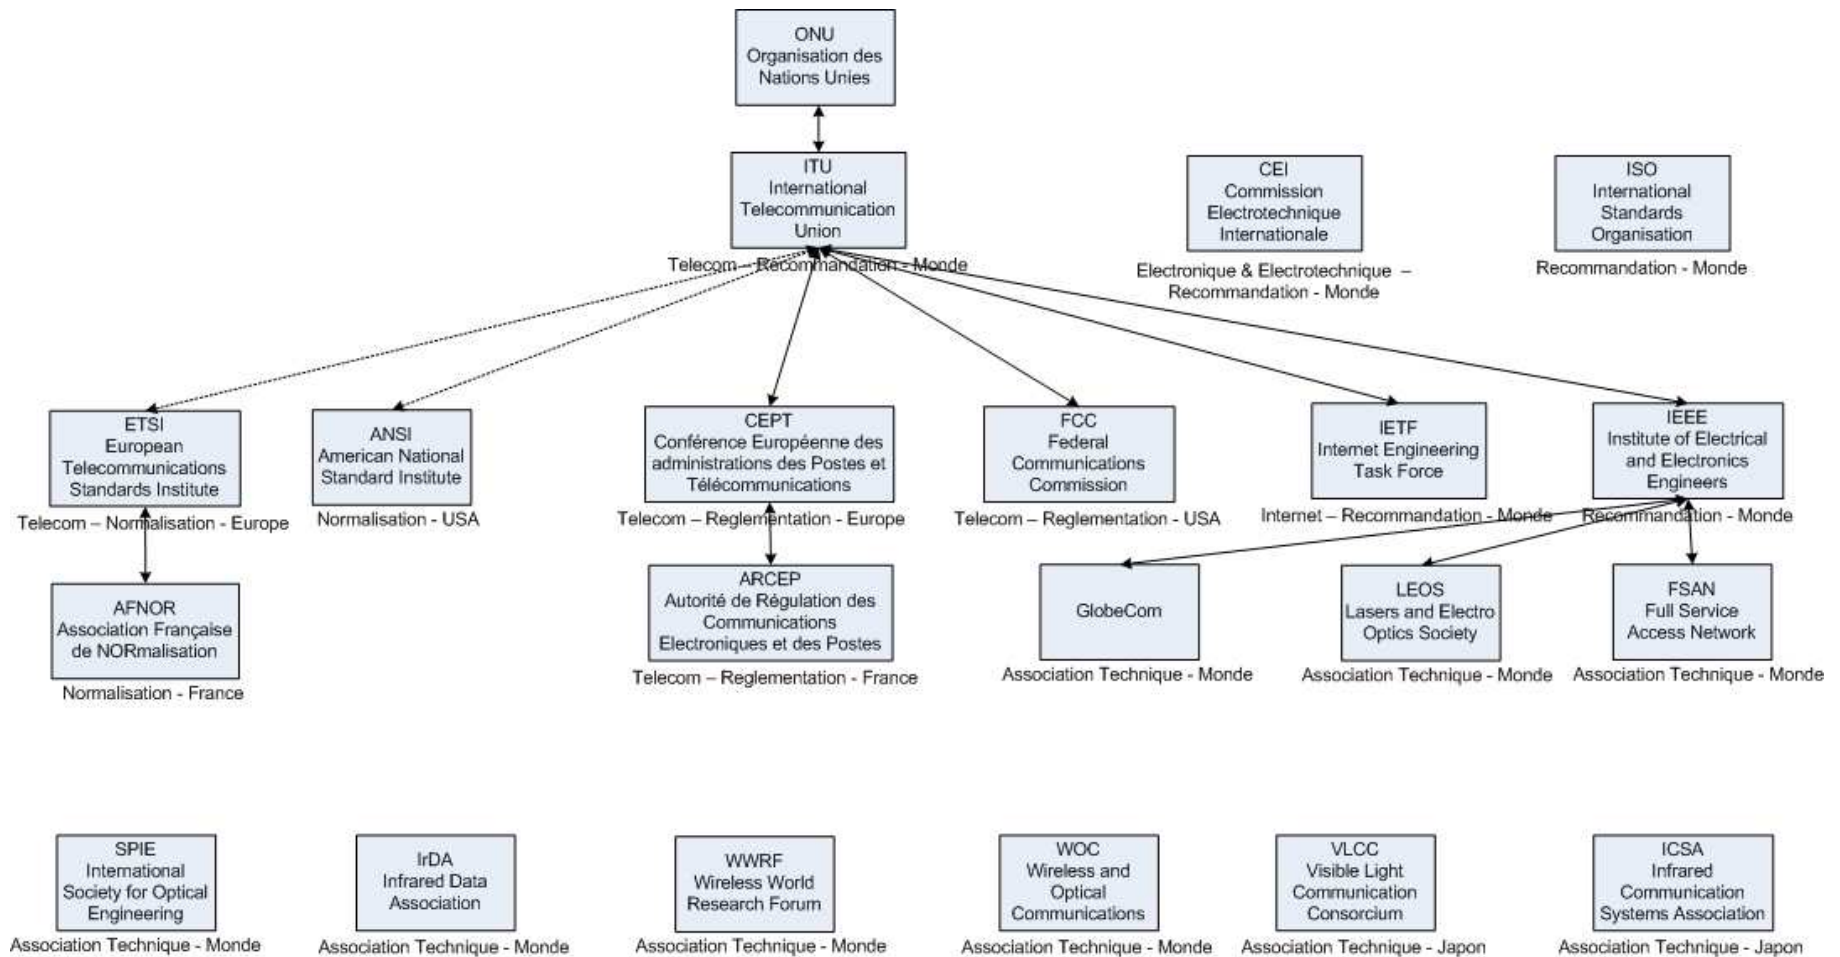 ONU
Organisation des
Nations Unies
ITU
International
Telecommunication
Union
Telecom – Recommandation - Monde
CEI
Commission
Electrotechnique
Internationale
Electronique & Electrotechnique –
Recommandation - Monde
ISO
International
Standards
Organisation
Recommandation - Monde
ETSI
European
Telecommunications
Standards Institute
Telecom – Normalisation - Europe
ANSI
American National
Standard Institute
Normalisation - USA
CEPT
Conférence Européenne des
administrations des Postes et
Télécommunications
Telecom – Reglementation - Europe
FCC
Federal
Communications
Commission
Telecom – Reglementation - USA
IETF
Internet Engineering
Task Force
Internet – Recommandation - Monde
IEEE
Institute of Electrical
and Electronics
Engineers
Recommandation - Monde
AFNOR
Association Française
de NORmalisation
Normalisation - France
ARCEP
Autorité de Régulation des
Communications
Electroniques et des Postes
Telecom – Reglementation - France
GlobeCom
Association Technique - Monde
LEOS
Lasers and Electro
Optics Society
Association Technique - Monde
FSAN
Full Service
Access Network
Association Technique - Monde
SPIE
International
Society for Optical
Engineering
Association Technique - Monde
IrDA
Infrared Data
Association
Association Technique - Monde
WWRF
Wireless World
Research Forum
Association Technique - Monde
WOC
Wireless and
Optical
Communications
Association Technique - Monde
VLCC
Visible Light
Communication
Consorcium
Association Technique - Japon
ICSA
Infrared
Communication
Systems Association
Association Technique - Japon